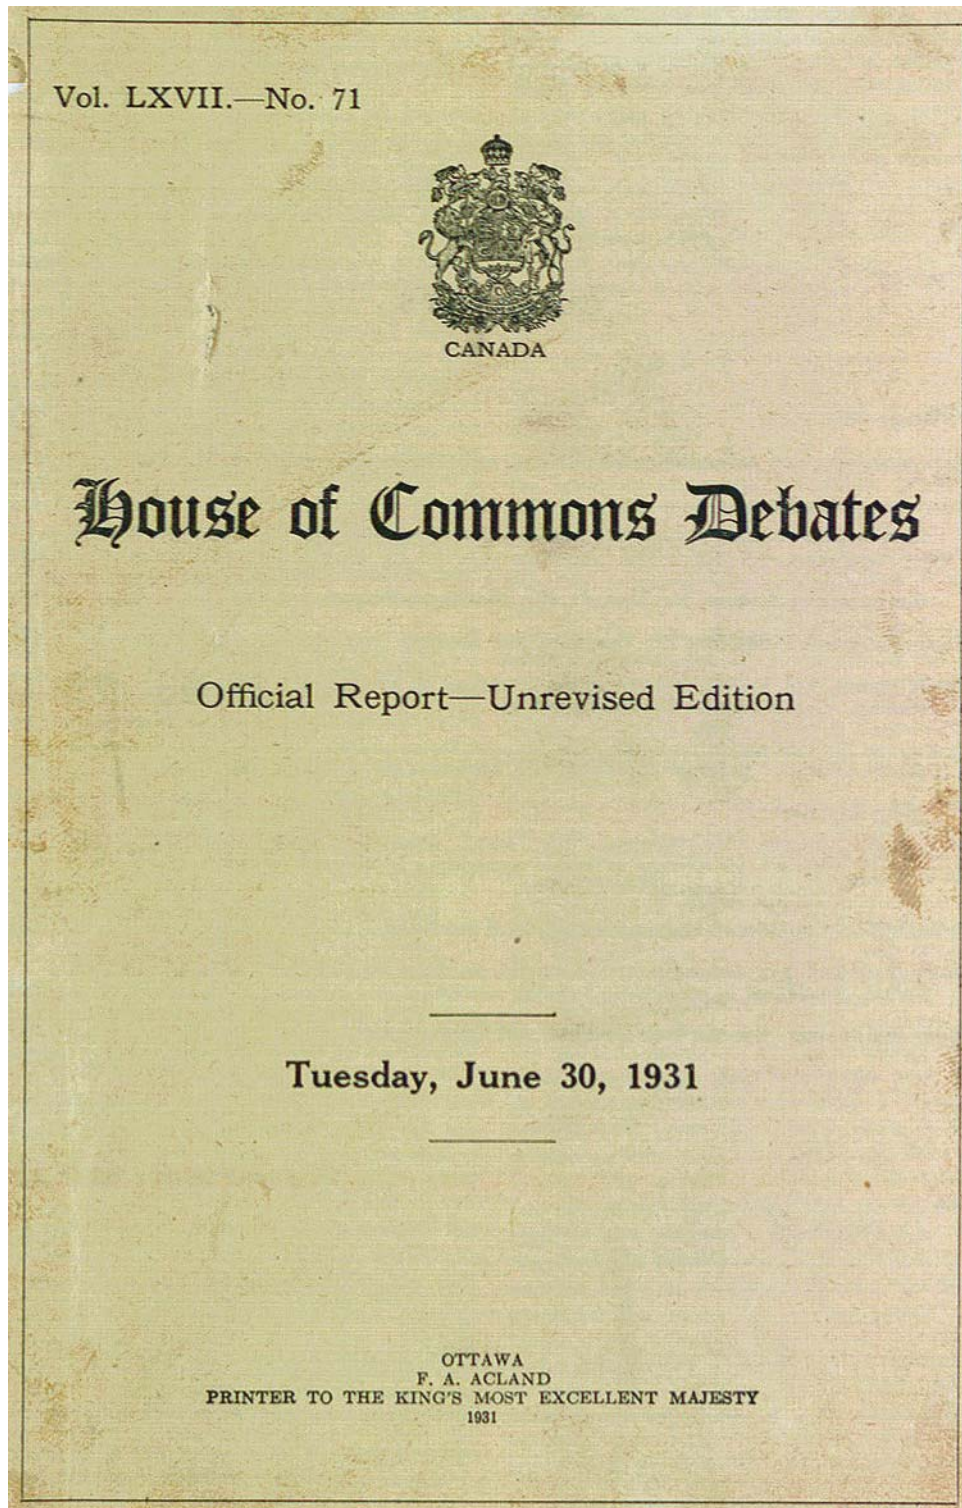 Vol. LXVII.—No. 71
CANADA
House of Commons Debates
Official Report—Unrevised Edition
Tuesday, June 30, 1931
OTTAWA
F. A. ACLAND
PRINTER TO THE KING'S MOST EXCELLENT MAJESTY
1931